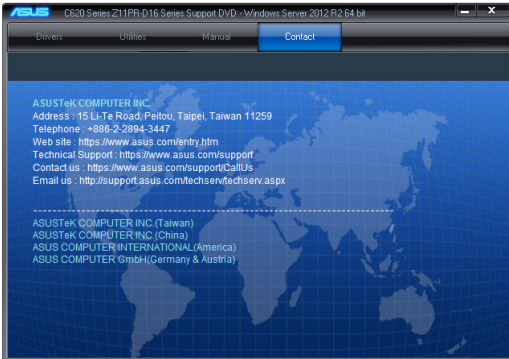 ASUS C620 Series Z11PR-D16 Series Support DVD - Windows Server 2012 R2 64 bit
Drivers Utilities Manual Contact
ASUSTeK COMPUTER INC.
Address : 15 Li-Te Road, Peitou, Taipei, Taiwan 11259
Telephone : +886-2-2894-3447
Web site : https://www.asus.com/entry.htm
Technical Support : https://www.asus.com/support
Contact us : https://www.asus.com/support/CallUs
Email us : http://support.asus.com/techserv/techserv.aspx
ASUSTeK COMPUTER INC.(Taiwan)
ASUSTeK COMPUTER INC.(China)
ASUS COMPUTER INTERNATIONAL(America)
ASUS COMPUTER GmbH(Germany & Austria)